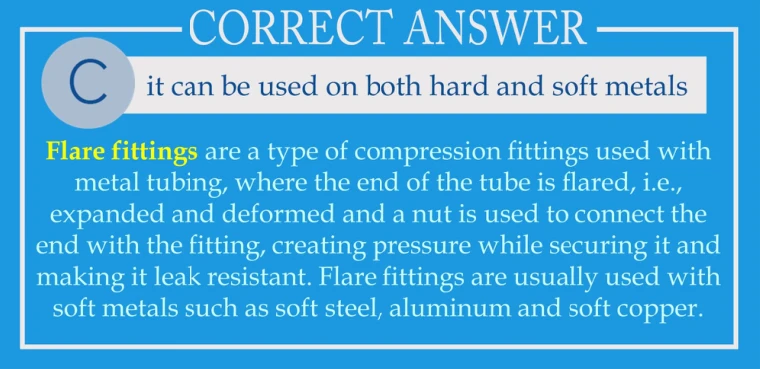 CORRECT ANSWER
C it can be used on both hard and soft metals
Flare fittings are a type of compression fittings used with
metal tubing, where the end of the tube is flared, i.e.,
expanded and deformed and a nut is used to connect the
end with the fitting, creating pressure while securing it and
making it leak resistant. Flare fittings are usually used with
soft metals such as soft steel, aluminum and soft copper.